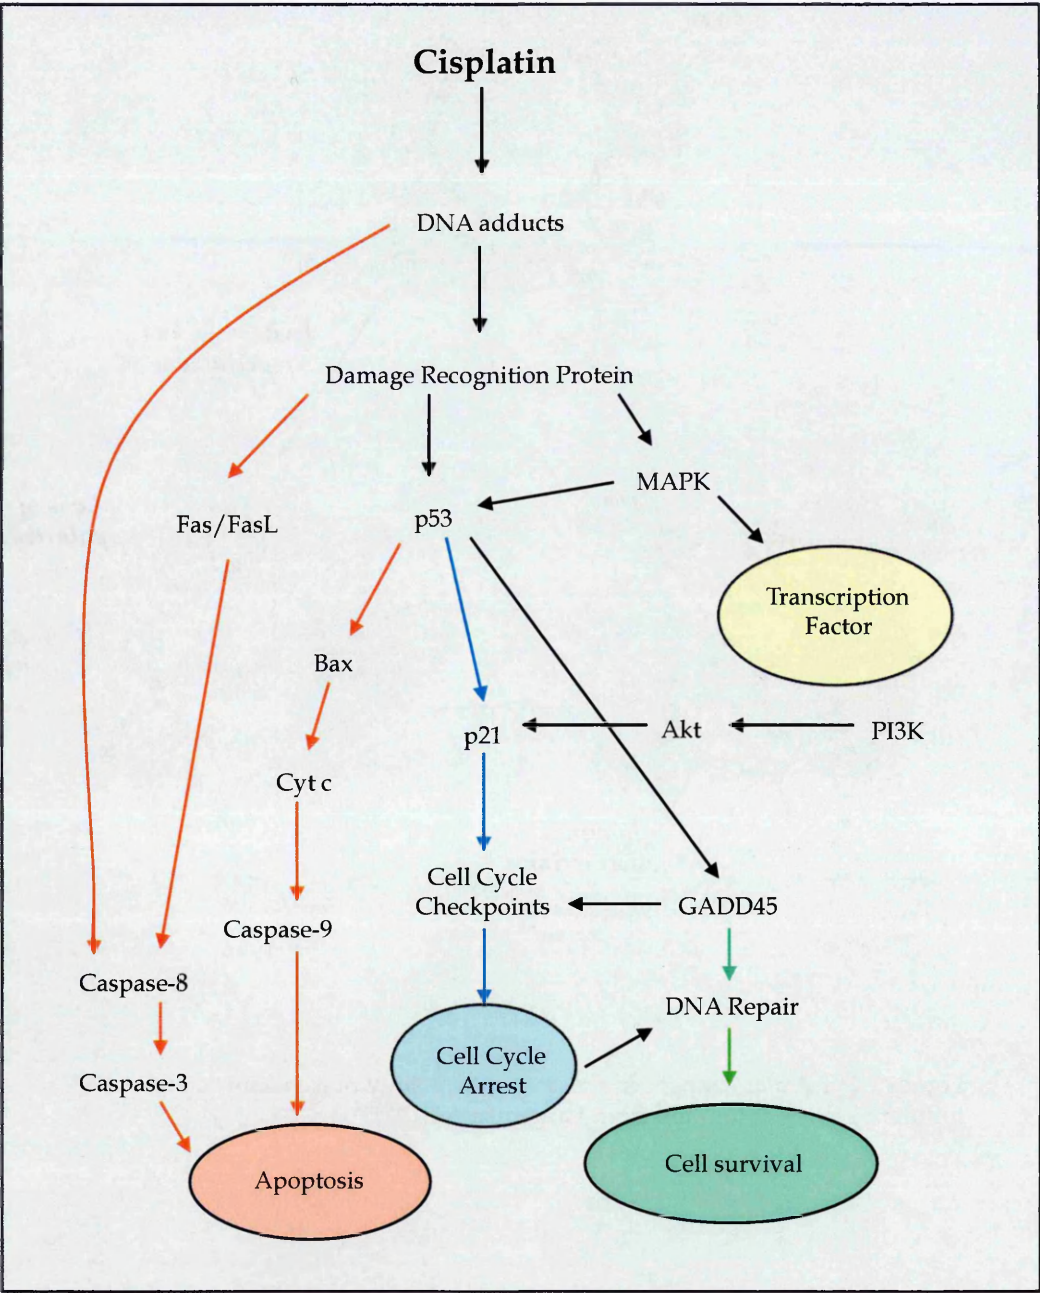 Cisplatin
DNA adducts
Damage Recognition Protein
MAPK
Fas/FasL
p53
Transcription
Factor
Bax
p21
Akt
PI3K
Cyt c
Cell Cycle
Checkpoints
GADD45
Caspase-9
Caspase-8
DNA Repair
Cell Cycle
Arrest
Caspase-3
Cell survival
Apoptosis